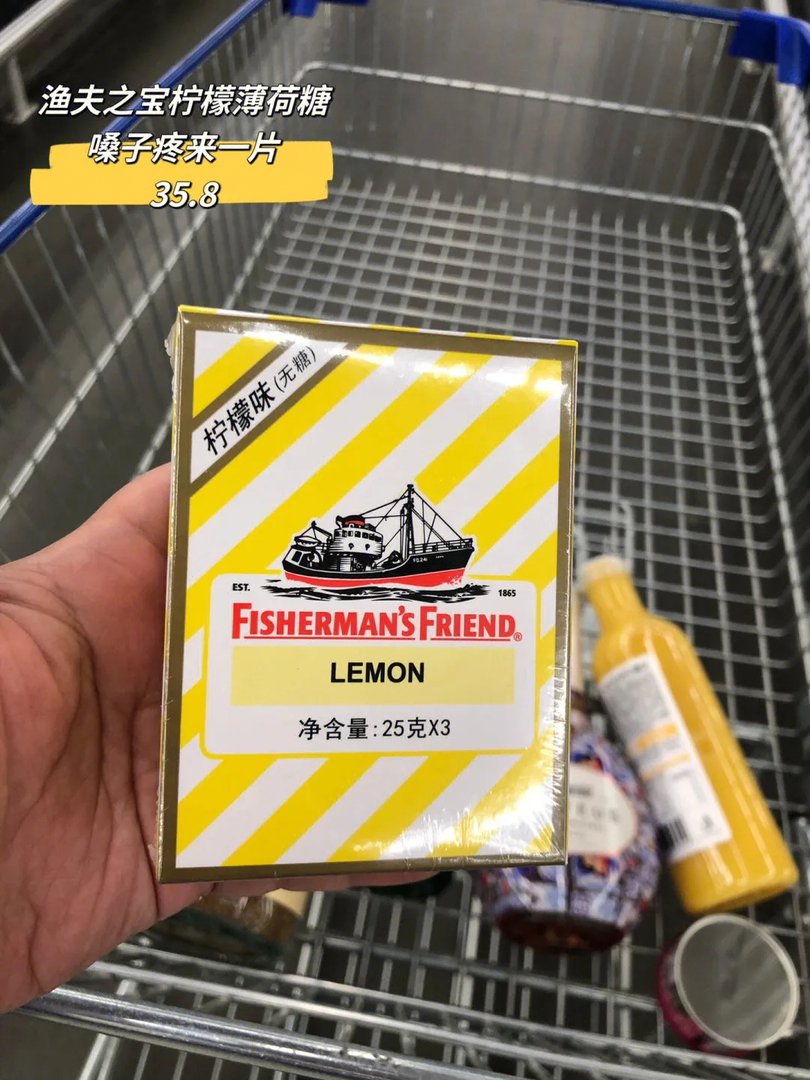 渔夫之宝柠檬薄荷糖
嗓子疼来一片
35.8
柠檬味(无糖)
FD241
EST.
1865
FISHERMAN'S FRIEND®
LEMON
净含量:25克X3